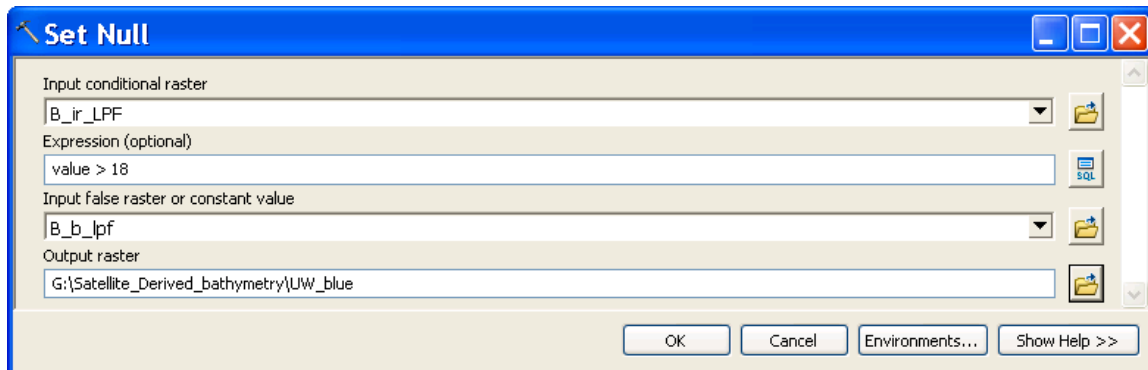 Set Null
Input conditional raster
B_ir_LPF
Expression (optional)
value > 18
SQL
Input false raster or constant value
B_b_lpf
Output raster
G:\Satellite_Derived_bathymetry\UW_blue
OK Cancel Environments... Show Help >>